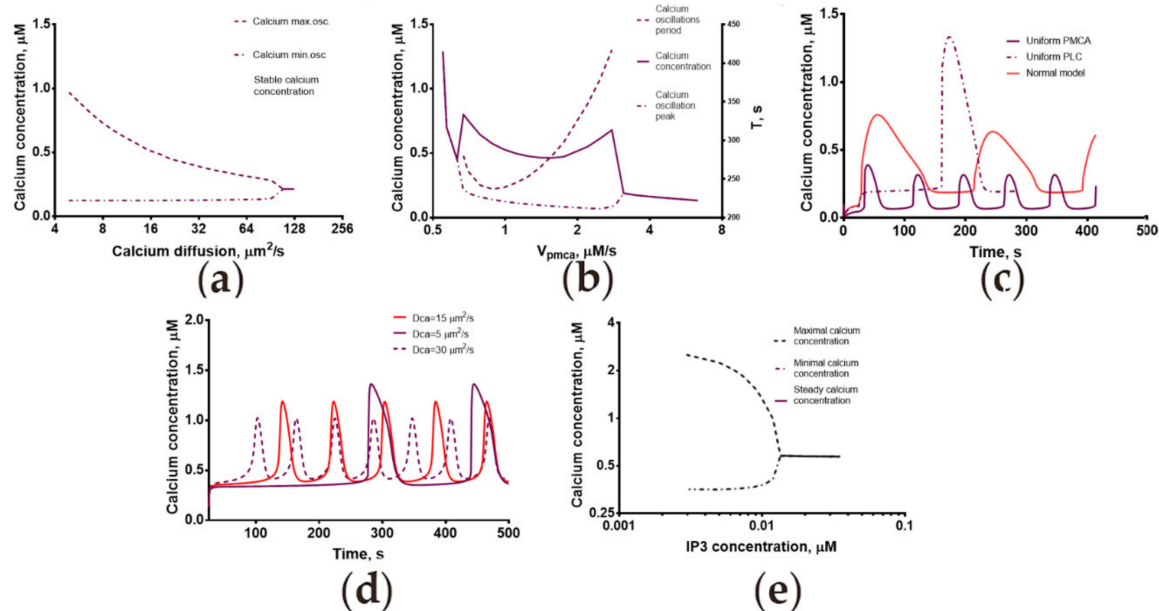 Calcium concentration, μM
1.5
1.0
0.5
0.0
4 8 16 32 64 128 256
Calcium diffusion, μm²/s
Calcium max.osc.
Calcium min.osc
Stable calcium
concentration
(a)
Calcium concentration, μM
1.5
1.0
0.5
0.0
0.5 1 2 4 8
Vpmca, μM/s
450
400
350
300
250
200
T, s
Calcium
oscillations
period
Calcium
concentration
Calcium
oscillation
peak
(b)
Calcium concentration, μM
1.5
1.0
0.5
0.0
0 100 200 300 400 500
Time, s
Uniform PMCA
Uniform PLC
Normal model
(c)
Calcium concentration, μM
2.0
1.5
1.0
0.5
0.0
100 200 300 400 500
Time, s
Dca=15 μm²/s
Dca=5 μm²/s
Dca=30 μm²/s
(d)
Calcium concentration, μM
4
2
1
0.5
0.25
0.001 0.01 0.1
IP3 concentration, μM
Maximal calcium
concentration
Minimal calcium
concentration
Steady calcium
concentration
(e)